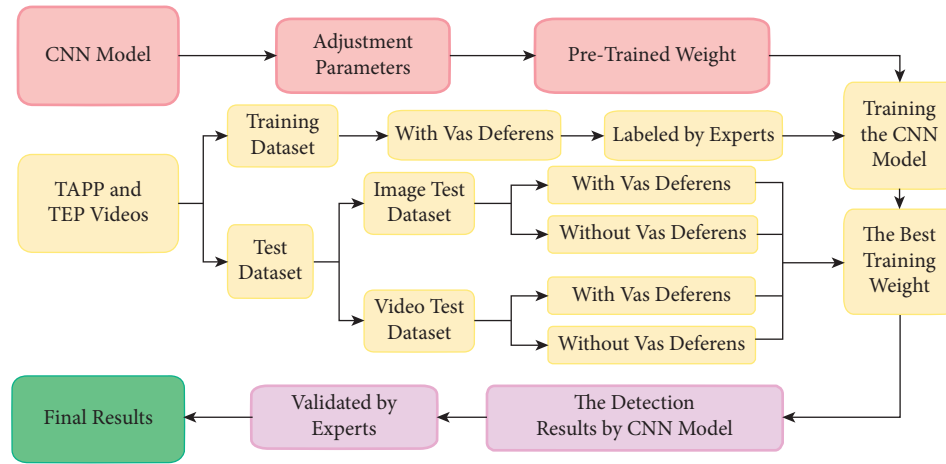 CNN Model
Adjustment
Parameters
Pre-Trained Weight
Training
Dataset
With Vas Deferens
Labeled by Experts
Training
the CNN
Model
TAPP and
TEP Videos
Image Test
Dataset
With Vas Deferens
Without Vas Deferens
Test
Dataset
The Best
Training
Weight
Video Test
Dataset
With Vas Deferens
Without Vas Deferens
Final Results
Validated by
Experts
The Detection
Results by CNN Model